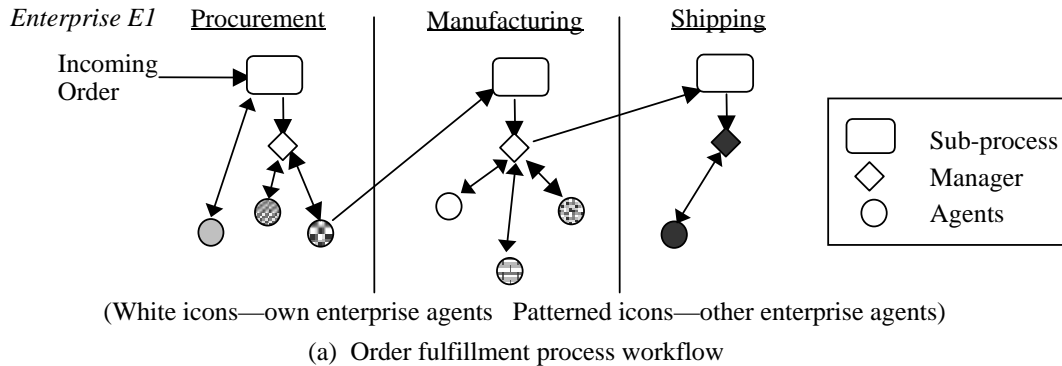 Enterprise E1 Procurement Manufacturing Shipping
Incoming
Order
Sub-process
Manager
Agents
(White icons—own enterprise agents Patterned icons—other enterprise agents)
(a) Order fulfillment process workflow